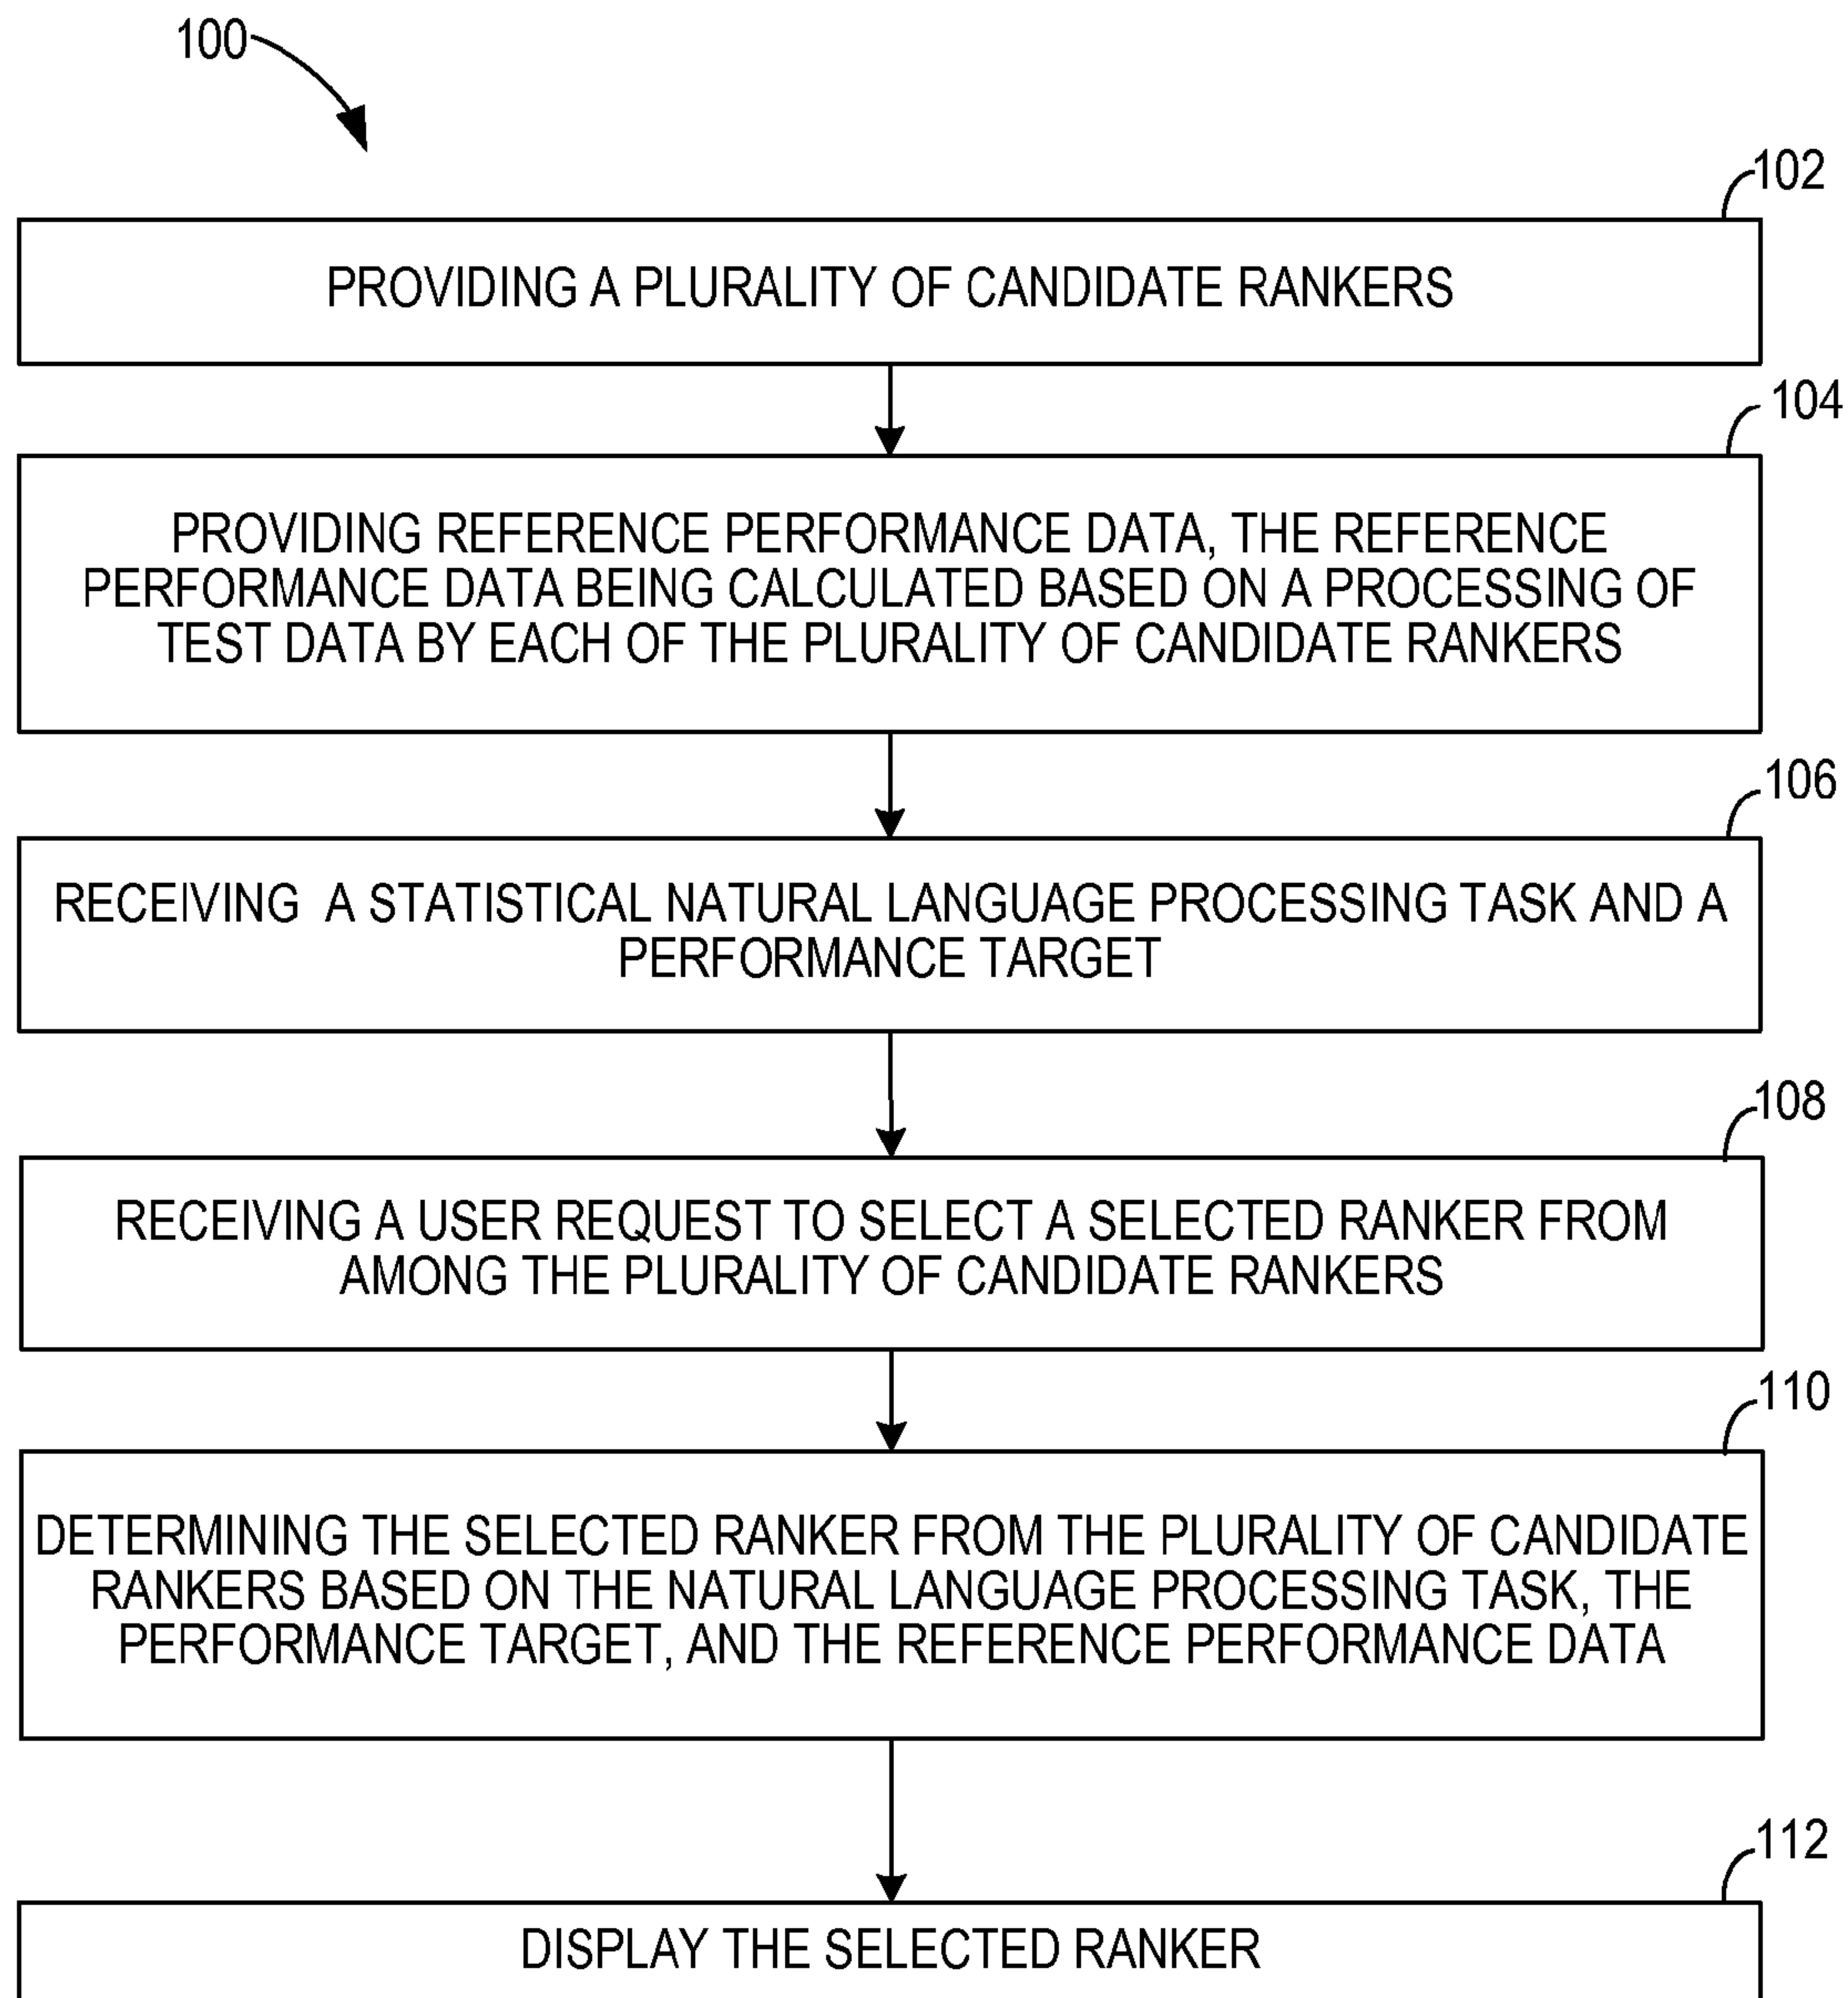 100
102
PROVIDING A PLURALITY OF CANDIDATE RANKERS
104
PROVIDING REFERENCE PERFORMANCE DATA, THE REFERENCE
PERFORMANCE DATA BEING CALCULATED BASED ON A PROCESSING OF
TEST DATA BY EACH OF THE PLURALITY OF CANDIDATE RANKERS
106
RECEIVING A STATISTICAL NATURAL LANGUAGE PROCESSING TASK AND A
PERFORMANCE TARGET
108
RECEIVING A USER REQUEST TO SELECT A SELECTED RANKER FROM
AMONG THE PLURALITY OF CANDIDATE RANKERS
110
DETERMINING THE SELECTED RANKER FROM THE PLURALITY OF CANDIDATE
RANKERS BASED ON THE NATURAL LANGUAGE PROCESSING TASK, THE
PERFORMANCE TARGET, AND THE REFERENCE PERFORMANCE DATA
112
DISPLAY THE SELECTED RANKER